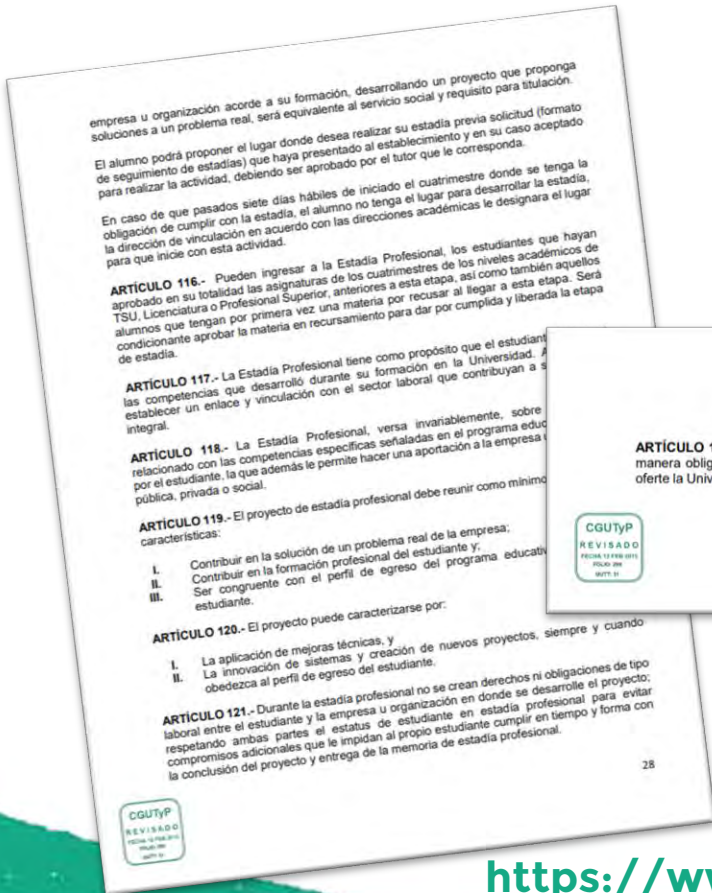 empresa u organización acorde a su formación, desarrollando un proyecto que proponga
soluciones a un problema real, será equivalente al servicio social y requisito para titulación.
El alumno podrá proponer el lugar donde desea realizar su estadía previa solicitud (formato
de seguimiento de estadías) que haya presentado al establecimiento y en su caso aceptado
para realizar la actividad, debiendo ser aprobado por el tutor que le corresponda.
En caso de que pasados siete días hábiles de iniciado el cuatrimestre donde se tenga la
obligación de cumplir con la estadía, el alumno no tenga el lugar para desarrollar la estadía,
la dirección de vinculación en acuerdo con las direcciones académicas le designara el lugar
para que inicie con esta actividad.
ARTÍCULO 116.- Pueden ingresar a la Estadía Profesional, los estudiantes que hayan
aprobado en su totalidad las asignaturas de los cuatrimestres de los niveles académicos de
TSU, Licenciatura o Profesional Superior, anteriores a esta etapa, así como también aquellos
alumnos que tengan por primera vez una materia por recusar al llegar a esta etapa. Será
condicionante aprobar la materia en recursamiento para dar por cumplida y liberada la etapa
de estadía.
ARTÍCULO 117.- La Estadía Profesional tiene como propósito que el estudiant
las competencias que desarrolló durante su formación en la Universidad. A
establecer un enlace y vinculación con el sector laboral que contribuyan a s
integral.
ARTÍCULO 118.- La Estadía Profesional, versa invariablemente, sobre
relacionado con las competencias específicas señaladas en el programa educ
por el estudiante, la que además le permite hacer una aportación a la empresa
pública, privada o social.
ARTÍCULO 119.- El proyecto de estadía profesional debe reunir como mínimo
características:
I. Contribuir en la solución de un problema real de la empresa;
II. Contribuir en la formación profesional del estudiante y;
III. Ser congruente con el perfil de egreso del programa educativ
estudiante.
ARTÍCULO 120.- El proyecto puede caracterizarse por:
I. La aplicación de mejoras técnicas, y
II. La innovación de sistemas y creación de nuevos proyectos, siempre y cuando
obedezca al perfil de egreso del estudiante.
ARTÍCULO 121.- Durante la estadía profesional no se crean derechos ni obligaciones de tipo
laboral entre el estudiante y la empresa u organización en donde se desarrolle el proyecto;
respetando ambas partes el estatus de estudiante en estadía profesional para evitar
compromisos adicionales que le impidan al propio estudiante cumplir en tiempo y forma con
la conclusión del proyecto y entrega de la memoria de estadía profesional.
28
CGUTyP
REVISADO
ARTÍCULO 1
manera oblig
oferte la Univ
CGUTyP
REVISADO
https://ww